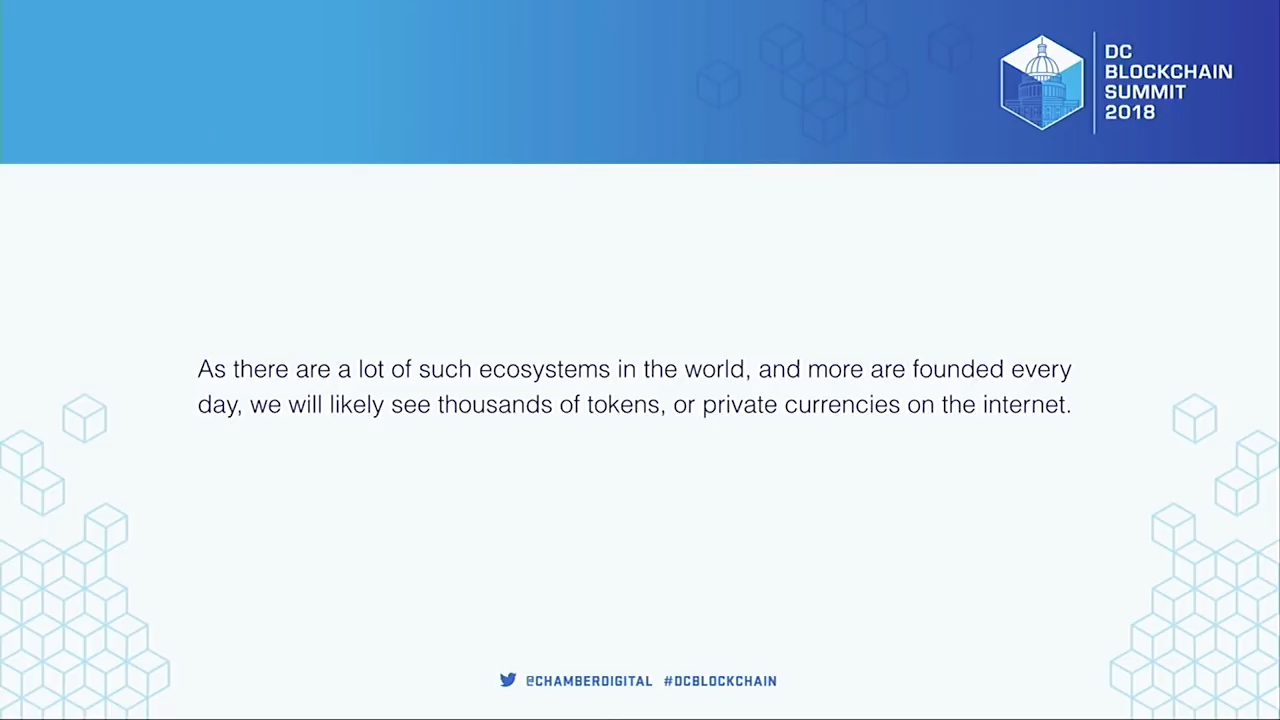 DC
BLOCKCHAIN
SUMMIT
2018
As there are a lot of such ecosystems in the world, and more are founded every
day, we will likely see thousands of tokens, or private currencies on the internet.
@CHAMBERDIGITAL #DCBLOCKCHAIN